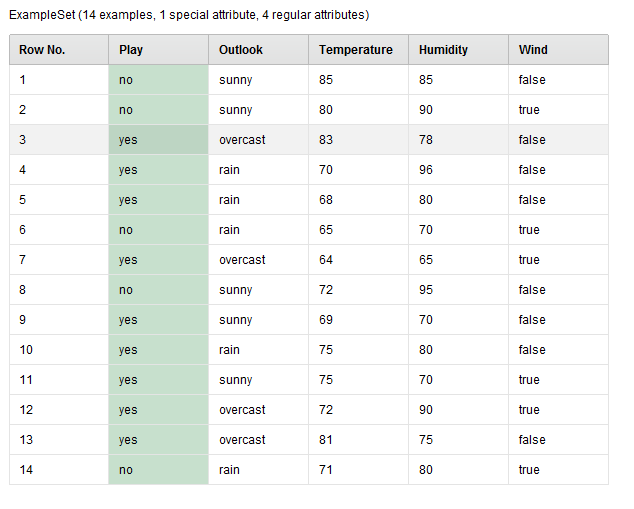 ExampleSet (14 examples, 1 special attribute, 4 regular attributes)
Row No. Play Outlook Temperature Humidity Wind
1 no sunny 85 85 false
2 no sunny 80 90 true
3 yes overcast 83 78 false
4 yes rain 70 96 false
5 yes rain 68 80 false
6 no rain 65 70 true
7 yes overcast 64 65 true
8 no sunny 72 95 false
9 yes sunny 69 70 false
10 yes rain 75 80 false
11 yes sunny 75 70 true
12 yes overcast 72 90 true
13 yes overcast 81 75 false
14 no rain 71 80 true